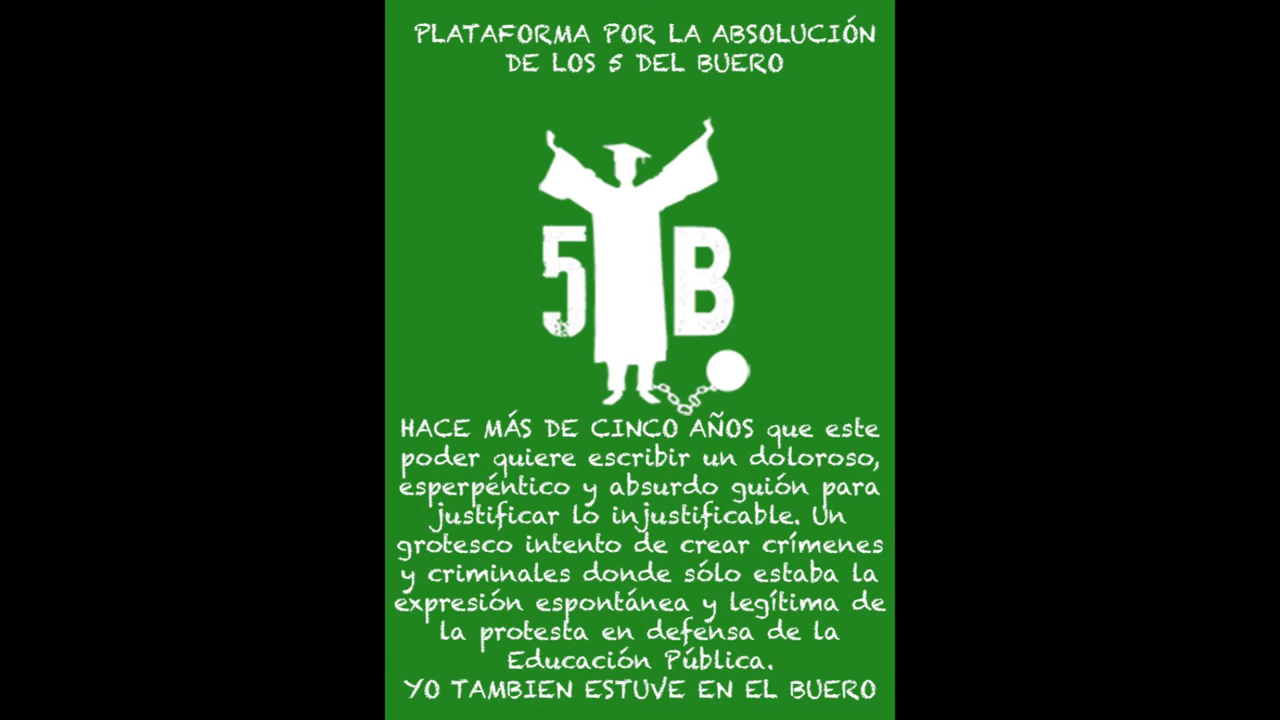 PLATAFORMA POR LA ABSOLUCIÓN
DE LOS 5 DEL BUERO
5 B
HACE MÁS DE CINCO AÑOS que este
poder quiere escribir un doloroso,
esperpéntico y absurdo guión para
justificar lo injustificable. Un
grotesco intento de crear crímenes
y criminales donde sólo estaba la
expresión espontánea y legítima de
la protesta en defensa de la
Educación Pública.
YO TAMBIEN ESTUVE EN EL BUERO